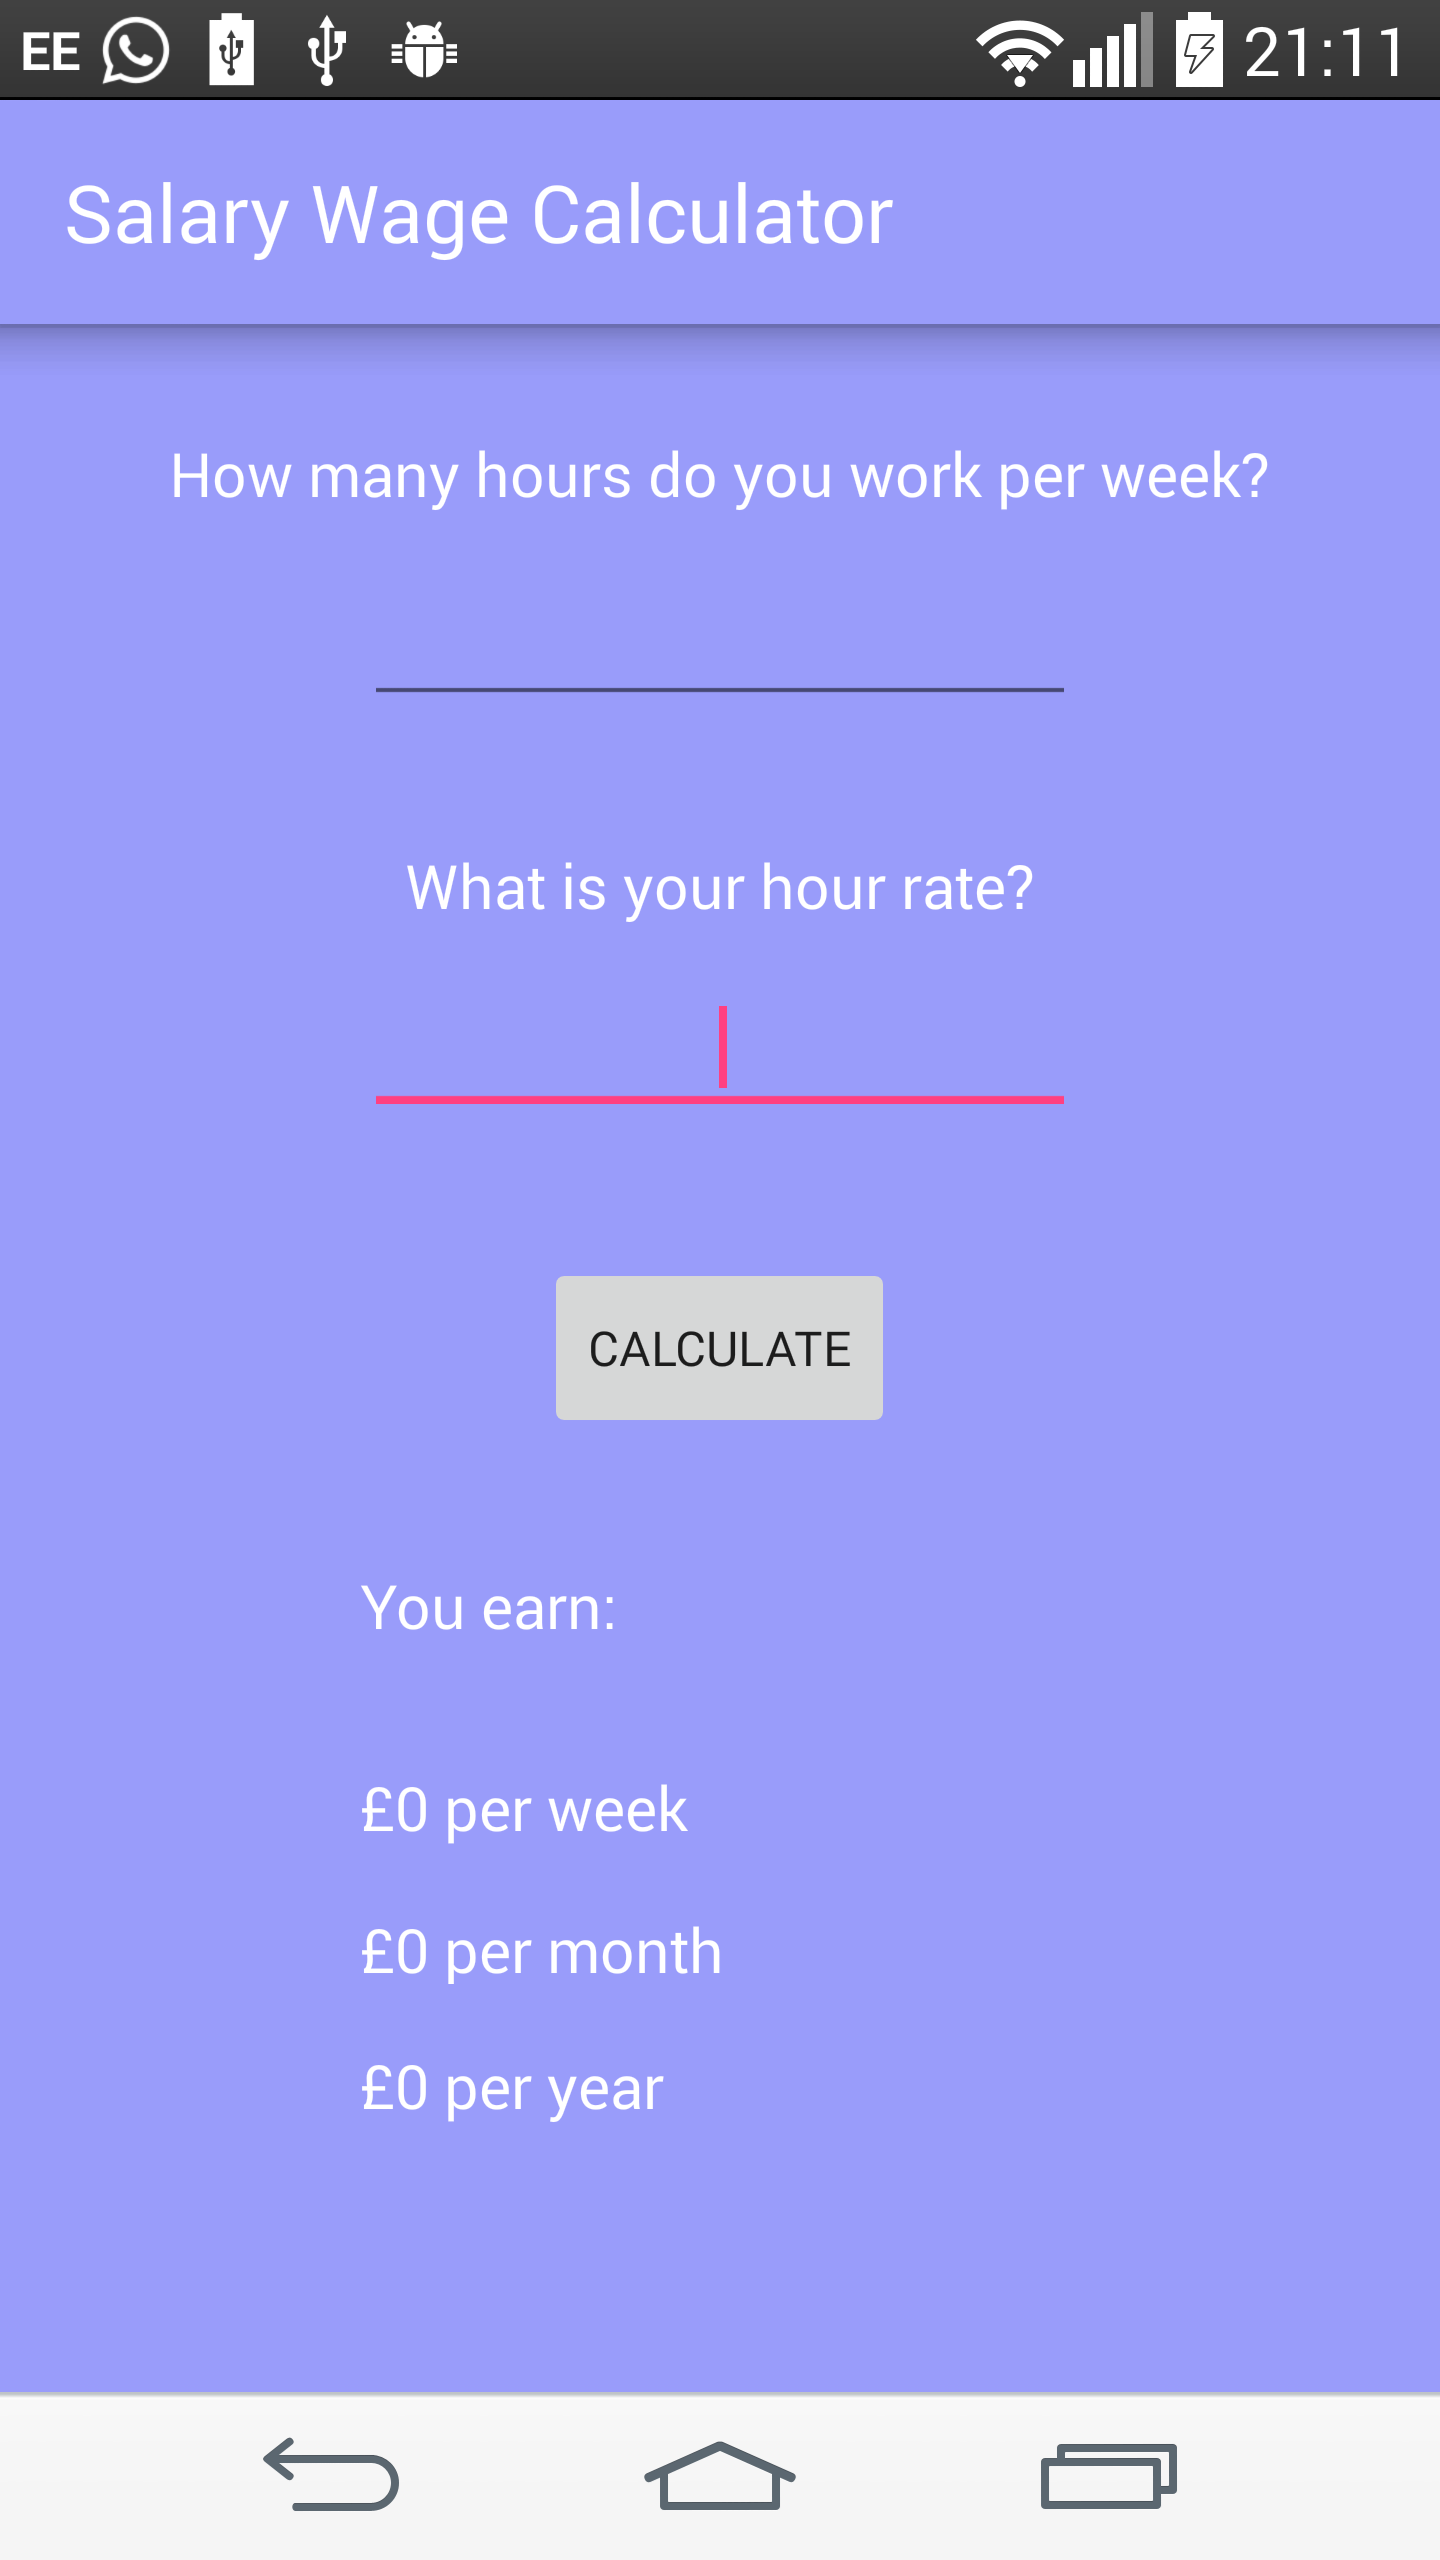 EE 21:11
Salary Wage Calculator
How many hours do you work per week?
What is your hour rate?
CALCULATE
You earn:
£0 per week
£0 per month
£0 per year